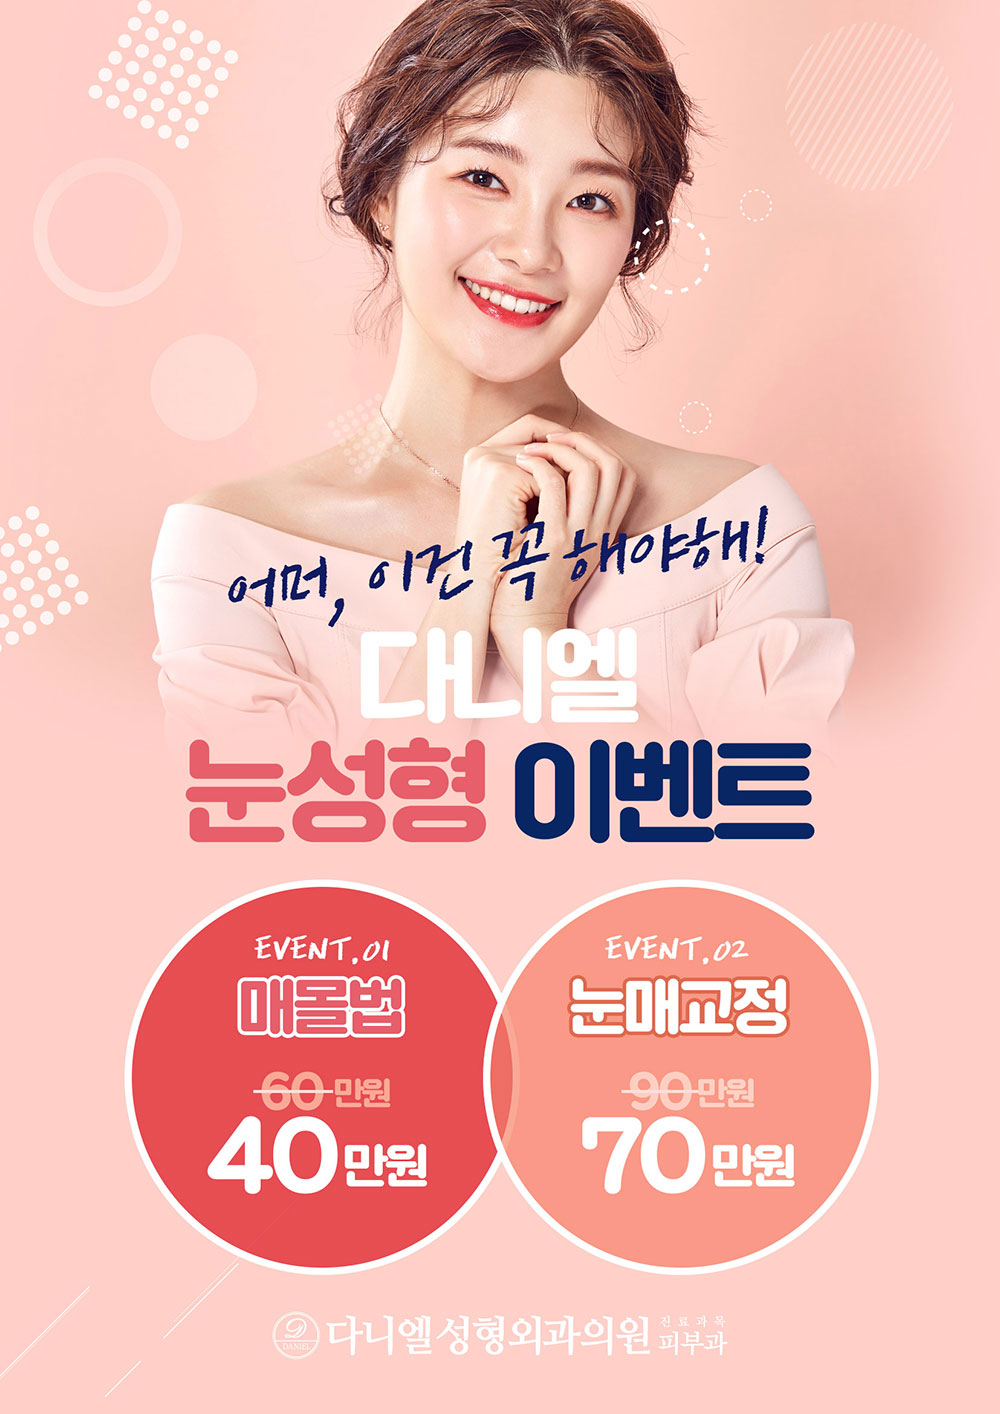 어머, 이건 꼭 해야해!
다니엘
눈성형 이벤트
EVENT.01
매몰법
60만원
40만원
EVENT.02
눈매교정
90만원
70만원
DANIEL
다니엘성형외과의원
진료과목
피부과